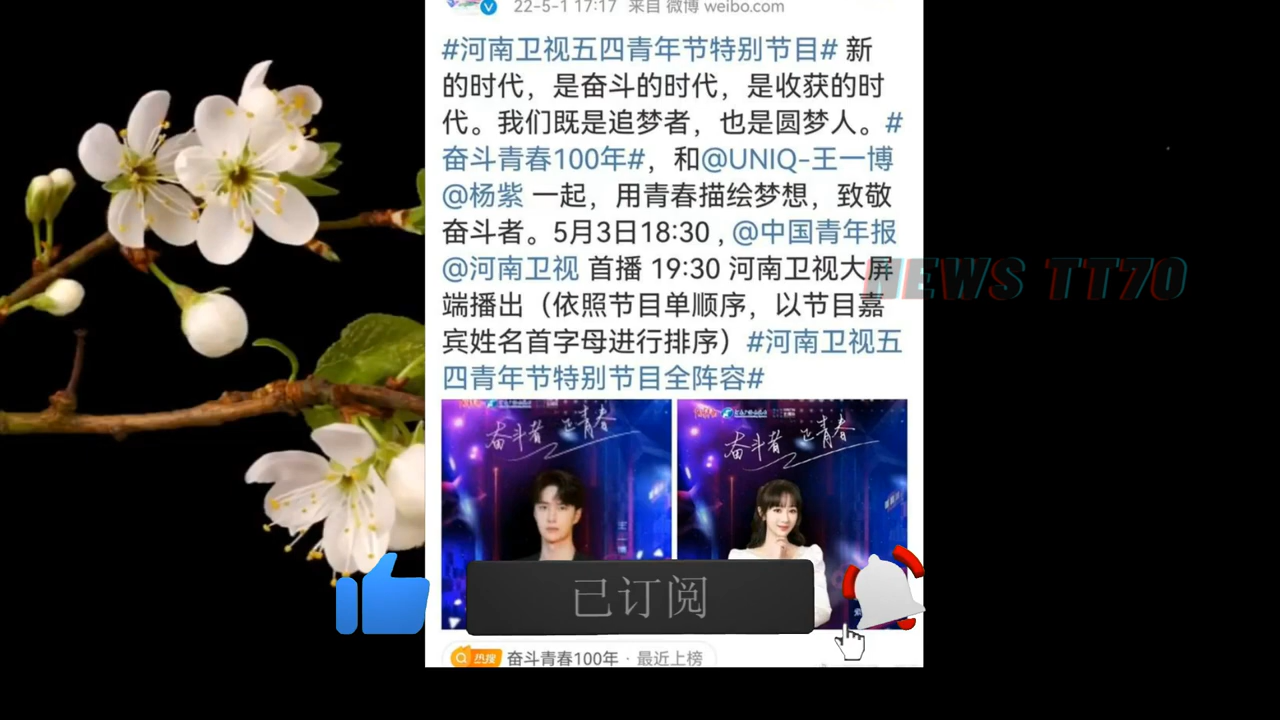 22-5-1 17:17 来自 微博 weibo.com
#河南卫视五四青年节特别节目# 新
的时代，是奋斗的时代，是收获的时
代。我们既是追梦者，也是圆梦人。#
奋斗青春100年#，和@UNIQ-王一博
@杨紫 一起，用青春描绘梦想，致敬
奋斗者。5月3日18:30 , @中国青年报
@河南卫视 首播 19:30 河南卫视大屏
端播出（依照节目单顺序，以节目嘉
宾姓名首字母进行排序）#河南卫视五
四青年节特别节目全阵容#
NEWS TT70
奋斗者 正青春
奋斗者 正青春
王一博
已订阅
热搜 奋斗青春100年 · 最近上榜